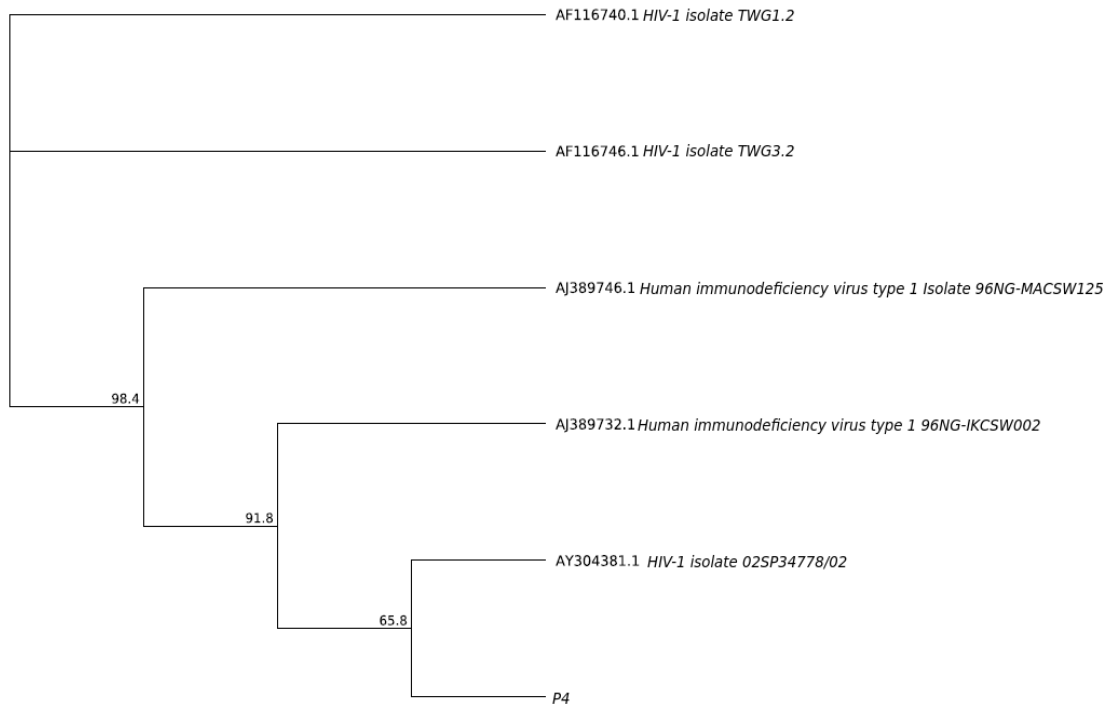 AF116740.1 HIV-1 isolate TWG1.2
AF116746.1 HIV-1 isolate TWG3.2
AJ389746.1 Human immunodeficiency virus type 1 Isolate 96NG-MACSW125
98.4
AJ389732.1 Human immunodeficiency virus type 1 96NG-IKCSW002
91.8
AY304381.1 HIV-1 isolate 02SP34778/02
65.8
P4